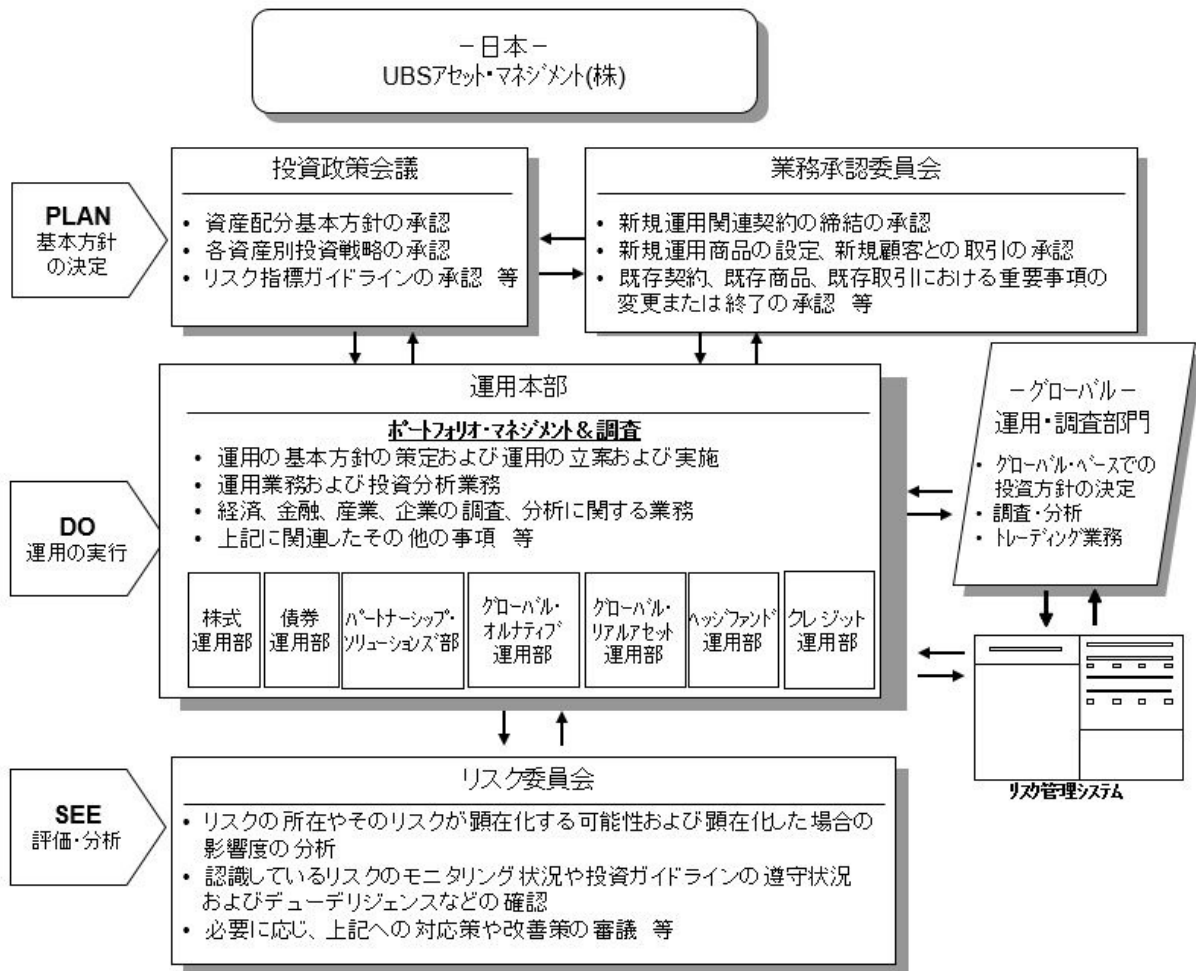 －日本－
UBSアセット・マネジメント(株)
PLAN
基本方針
の決定
投資政策会議
・ 資産配分基本方針の承認
・ 各資産別投資戦略の承認
・ リスク指標ガイドラインの承認 等
業務承認委員会
・ 新規運用関連契約の締結の承認
・ 新規運用商品の設定、新規顧客との取引の承認
・ 既存契約、既存商品、既存取引における重要事項の
変更または終了の承認 等
DO
運用の実行
運用本部
ポートフォリオ・マネジメント＆調査
・ 運用の基本方針の策定および運用の立案および実施
・ 運用業務および投資分析業務
・ 経済、金融、産業、企業の調査、分析に関する業務
・ 上記に関連したその他の事項 等
株式
運用部
債券
運用部
パートナーシップ・
ソリューションズ部
グローバル・
オルナティブ
運用部
グローバル・
リアルアセット
運用部
ヘッジファンド
運用部
クレジット
運用部
－グローバル－
運用・調査部門
・ グローバル・ベースでの
投資方針の決定
・ 調査・分析
・ トレーディング業務
リスク管理システム
SEE
評価・分析
リスク委員会
・ リスクの所在やそのリスクが顕在化する可能性および顕在化した場合の
影響度の分析
・ 認識しているリスクのモニタリング状況や投資ガイドラインの遵守状況
およびデューデリジェンスなどの確認
・ 必要に応じ、上記への対応策や改善策の審議 等